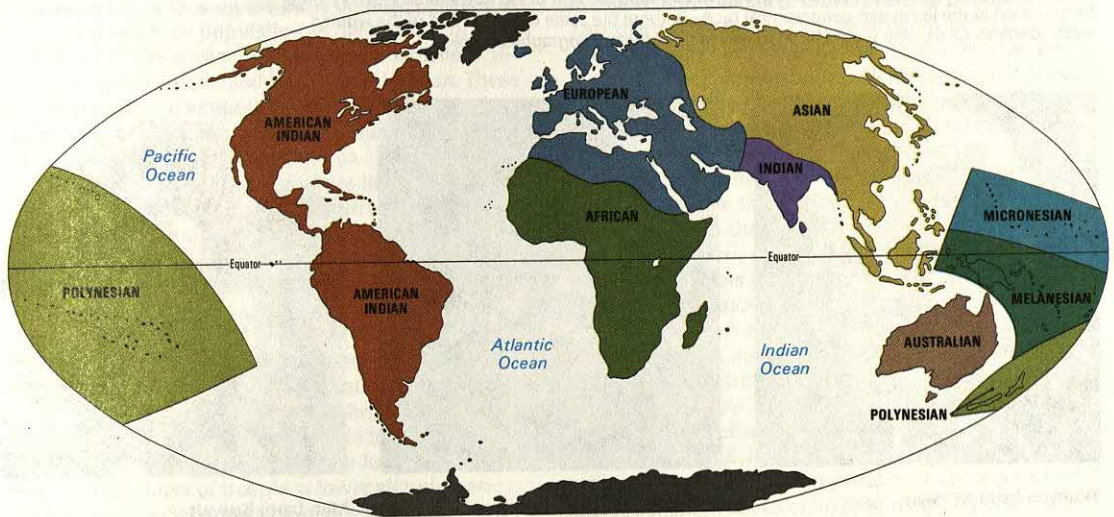 EUROPEAN
ASIAN
AMERICAN
INDIAN
Pacific
Ocean
INDIAN
AFRICAN
MICRONESIAN
Equator
Equator
POLYNESIAN
AMERICAN
INDIAN
MELANESIAN
Atlantic
Ocean
Indian
Ocean
AUSTRALIAN
POLYNESIAN